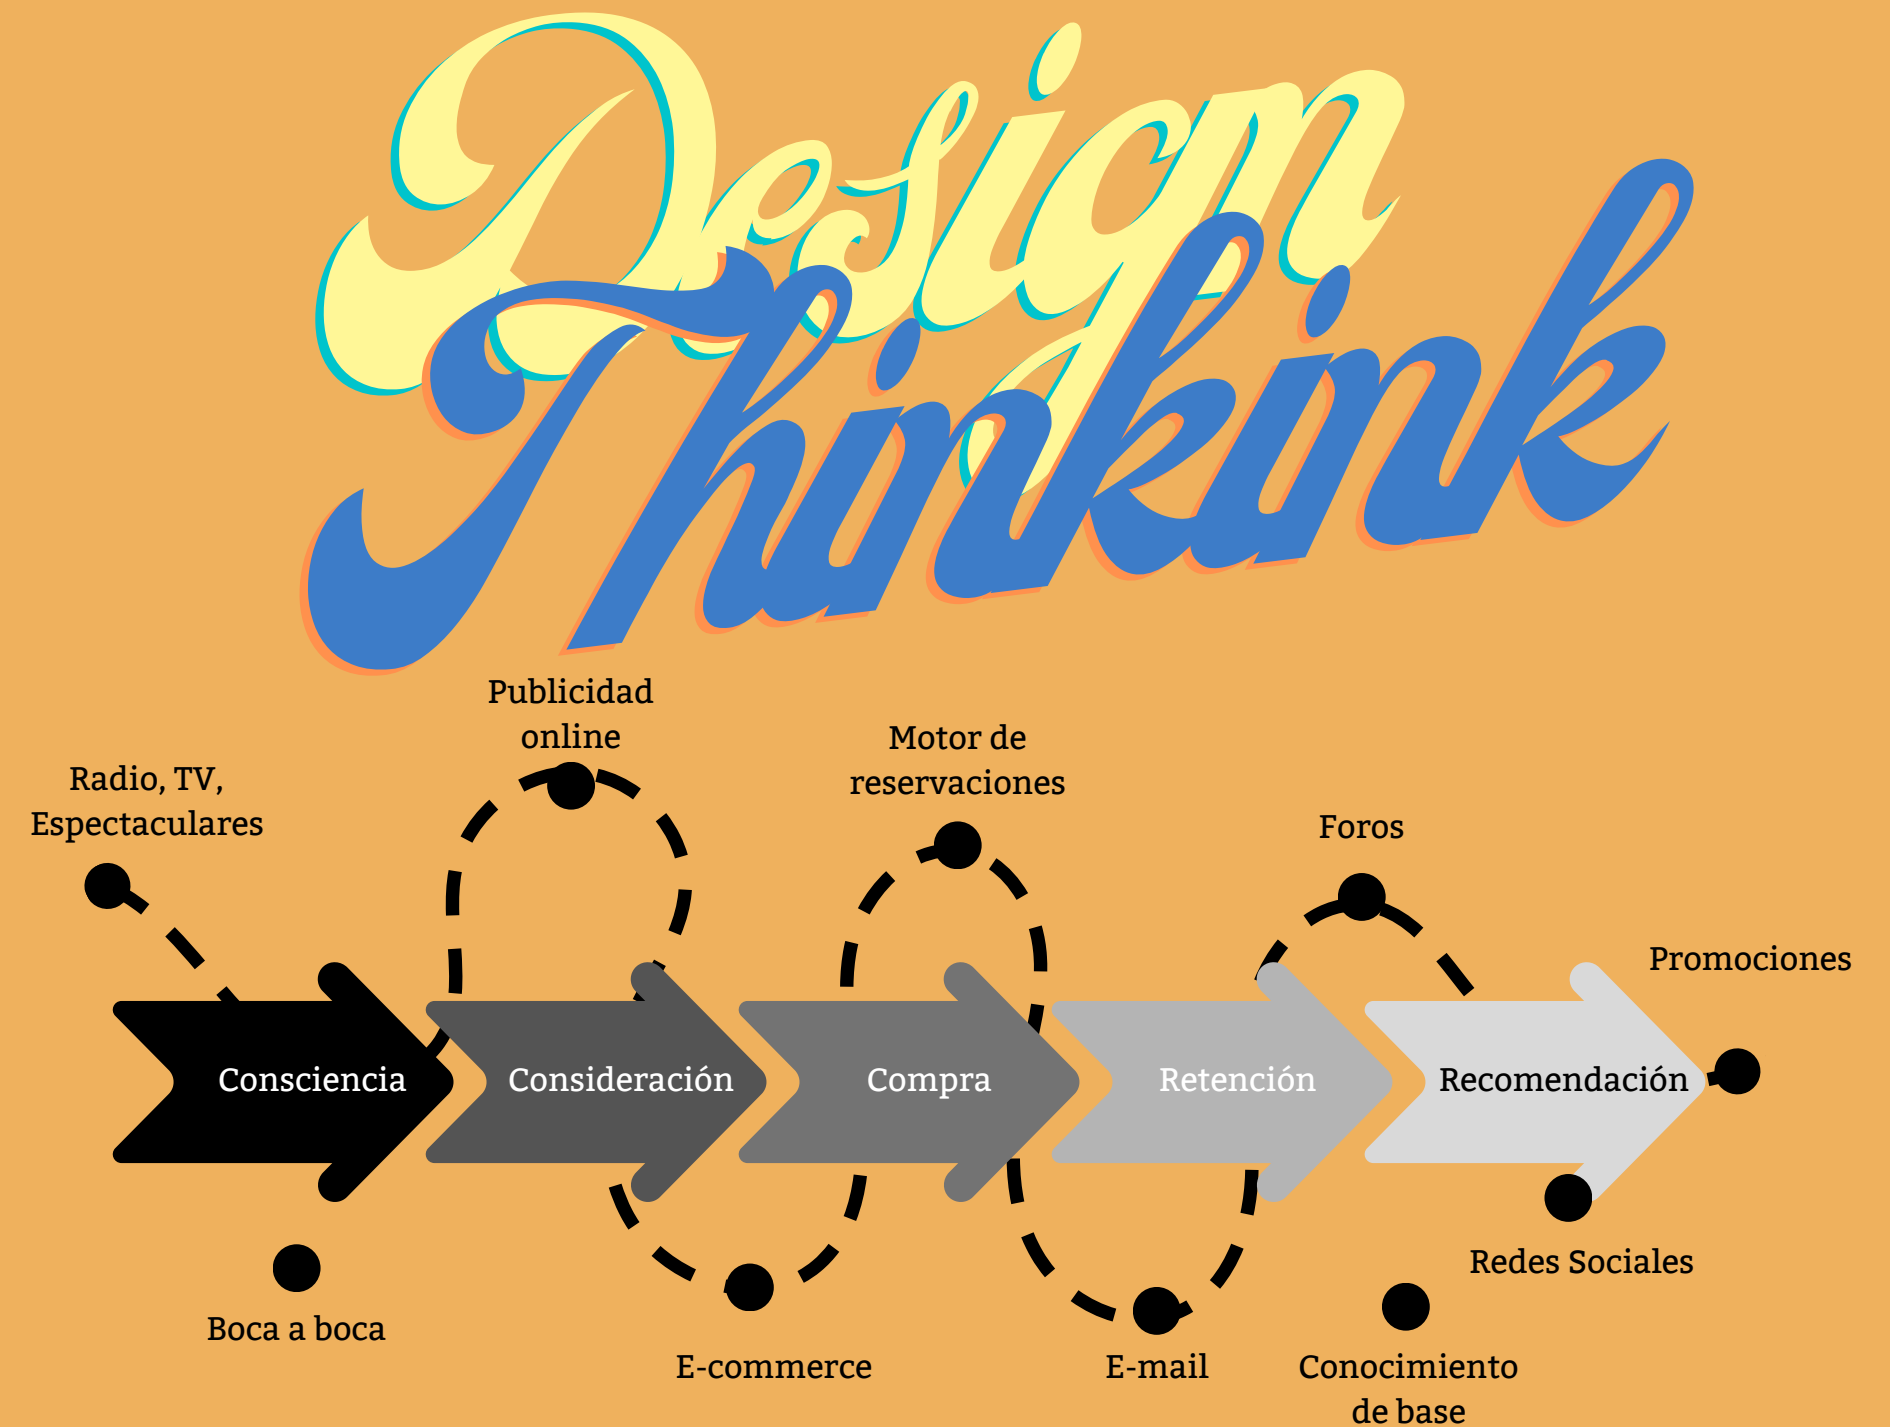 Design
Thinkink
Publicidad
online
Motor de
reservaciones
Radio, TV,
Espectaculares
Foros
Promociones
Consciencia
Consideración
Compra
Retención
Recomendación
Redes Sociales
Boca a boca
E-commerce
E-mail
Conocimiento
de base